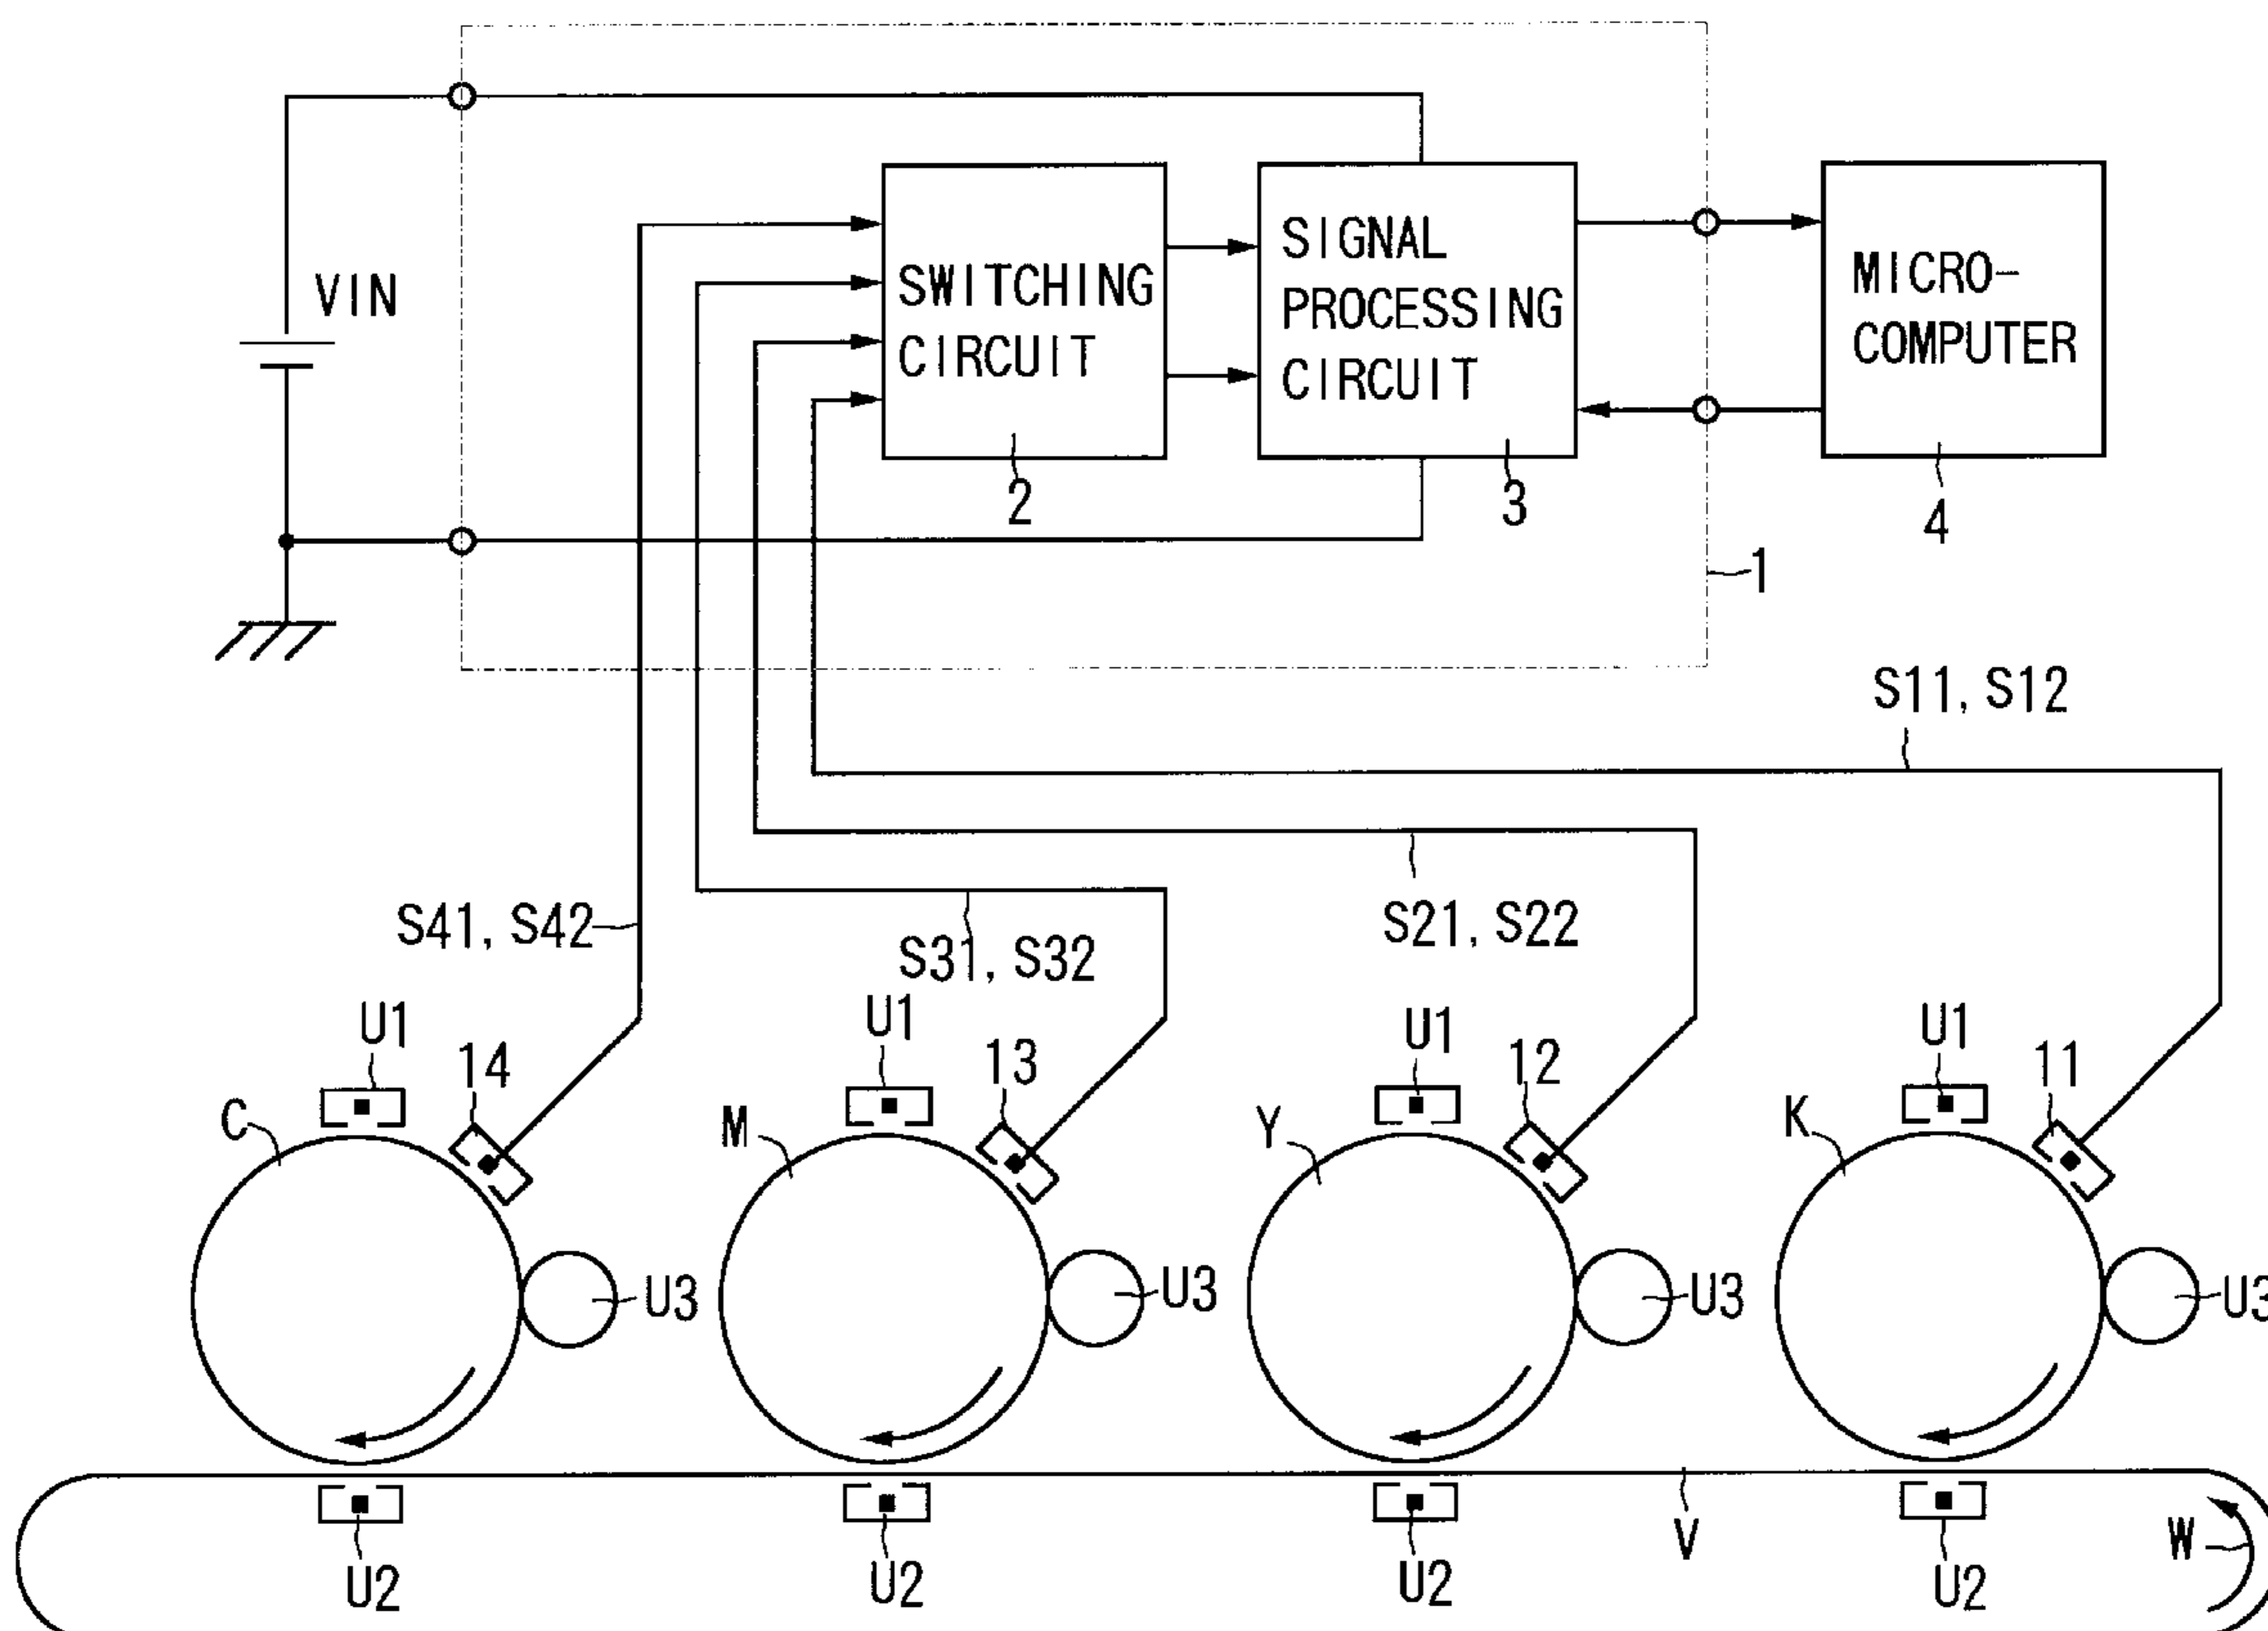 VIN
SWITCHING
CIRCUIT
2
SIGNAL
PROCESSING
CIRCUIT
3
MICRO-
COMPUTER
4
1
S11, S12
S41, S42
S31, S32
S21, S22
U1
14
U1
13
U1
12
U1
11
C
M
Y
K
U3
U3
U3
U3
U2
U2
U2
V
U2
W